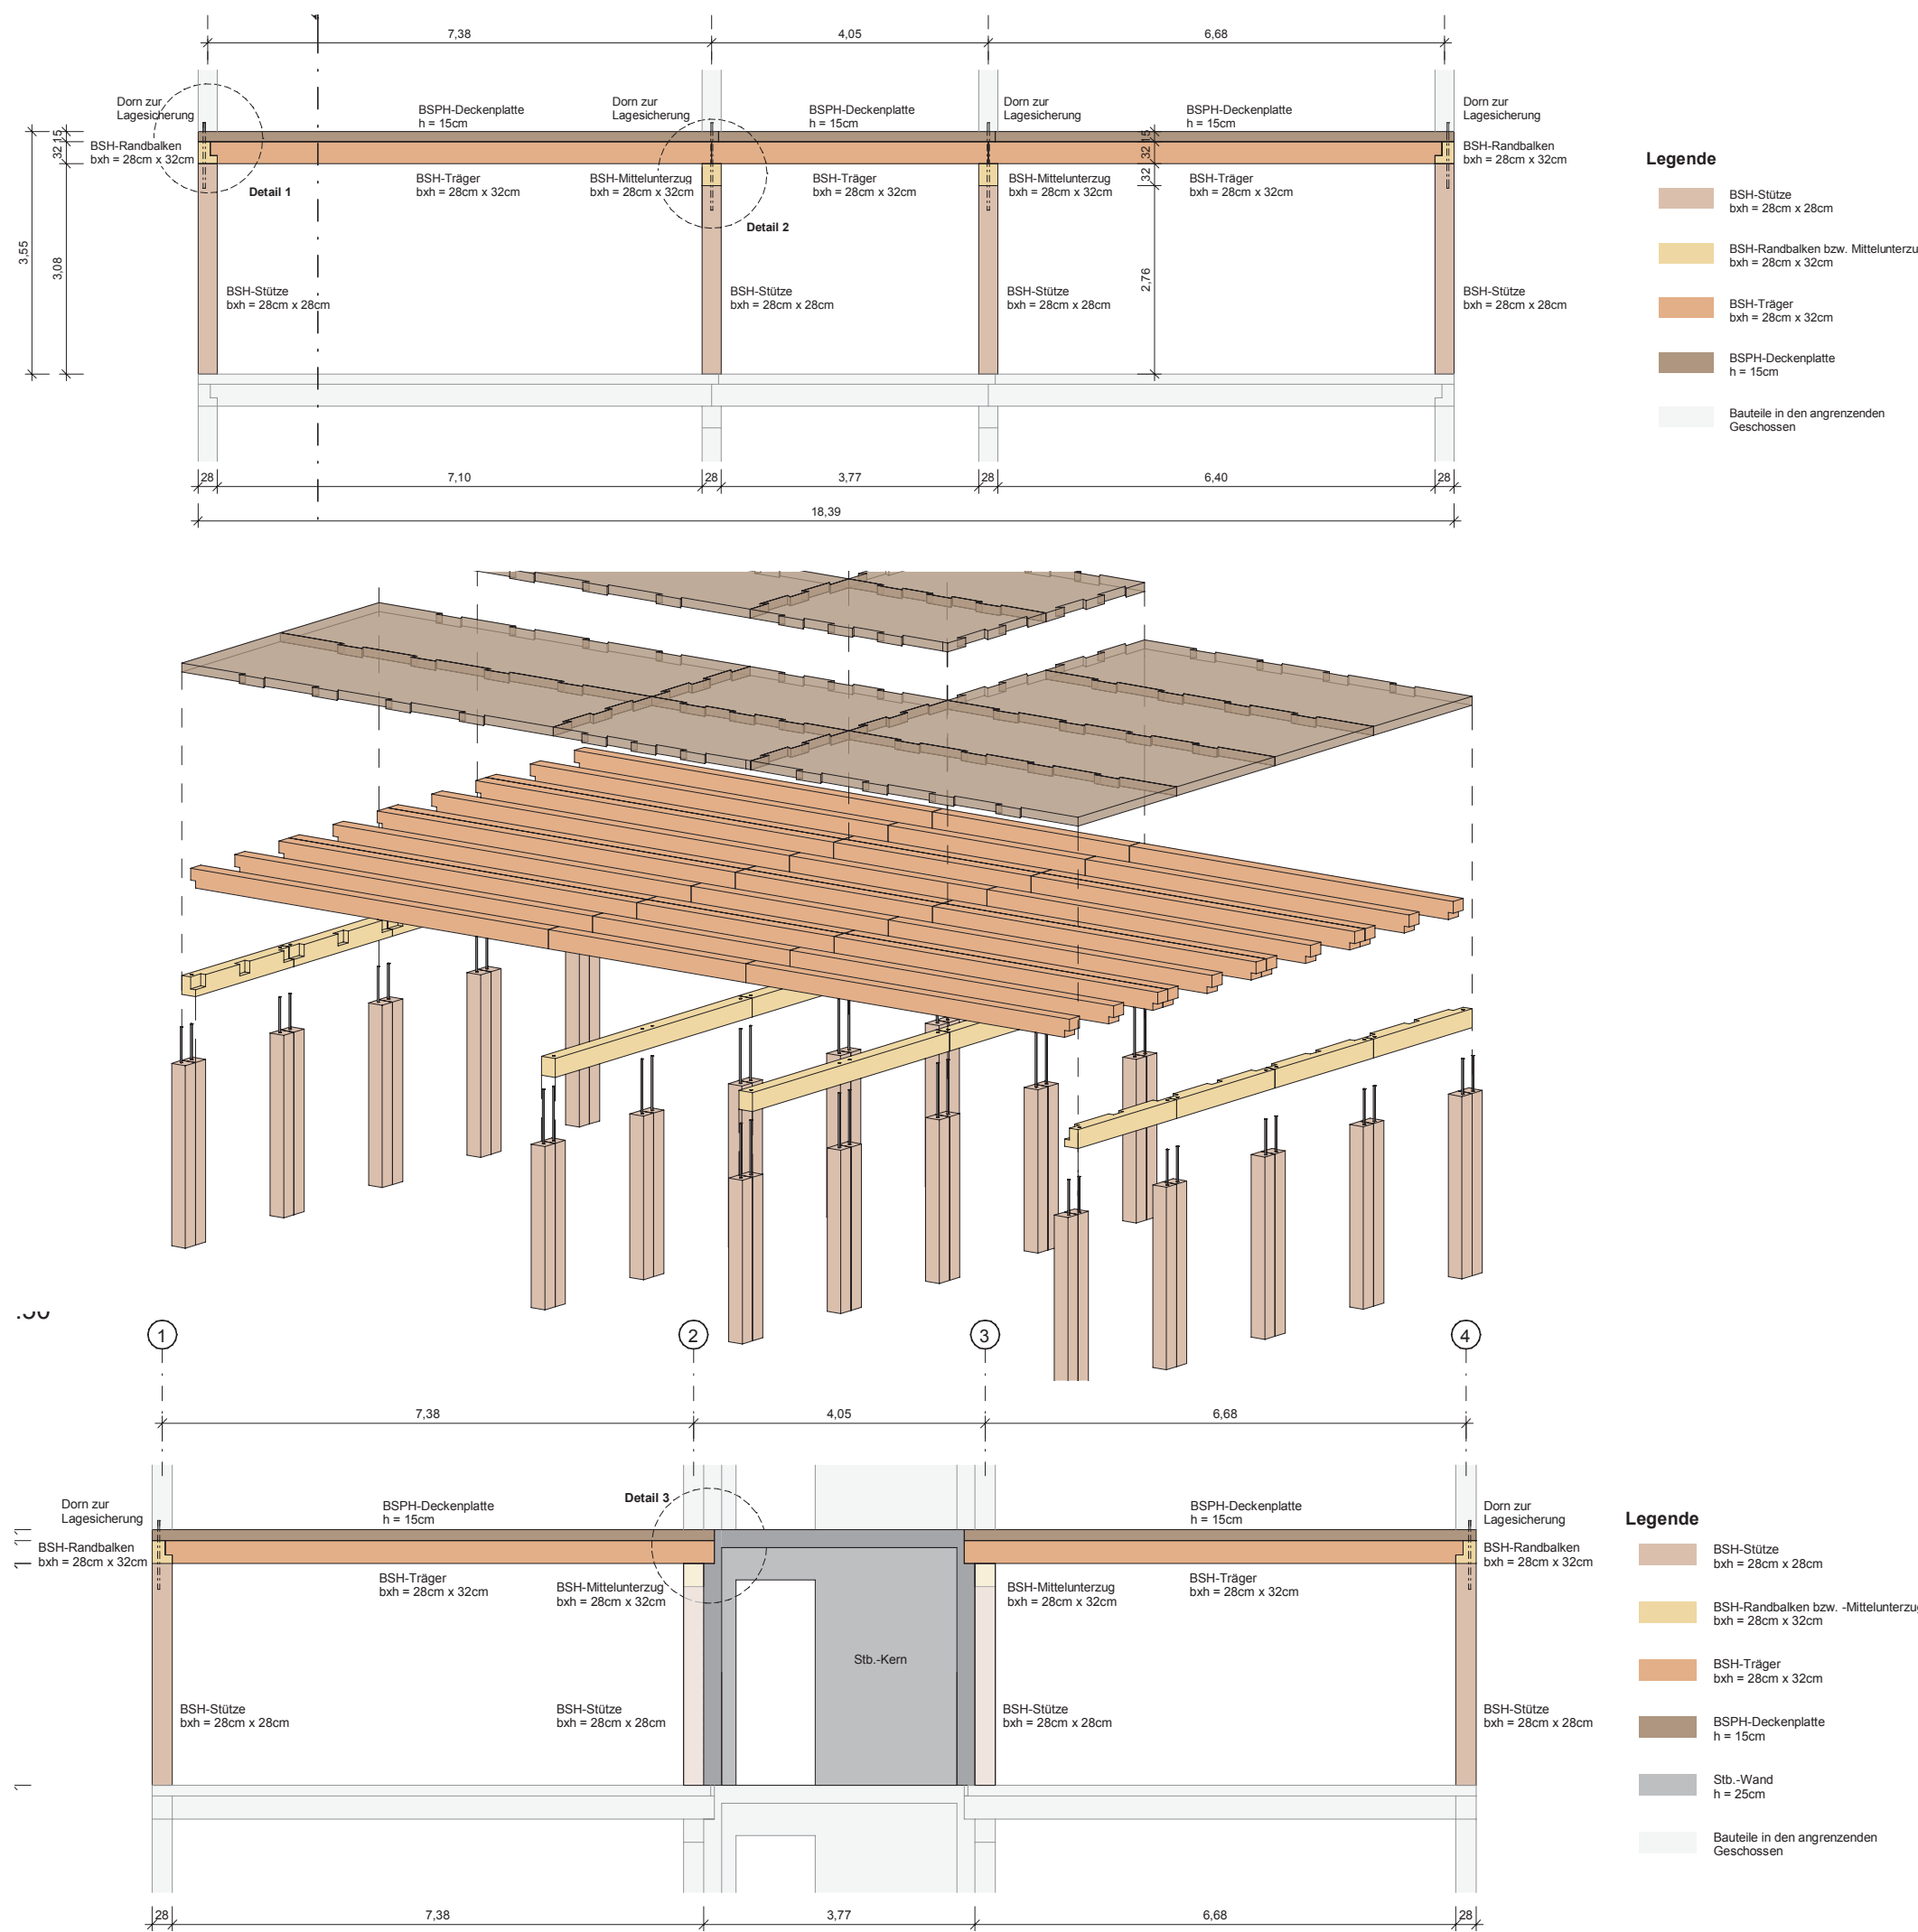 7,38 4,05 6,68
Dorn zur
Lagesicherung
BSPH-Deckenplatte
h = 15cm
Dorn zur
Lagesicherung
BSPH-Deckenplatte
h = 15cm
Dorn zur
Lagesicherung
BSPH-Deckenplatte
h = 15cm
Dorn zur
Lagesicherung
15
32
BSH-Randbalken
bxh = 28cm x 32cm
Detail 1
BSH-Träger
bxh = 28cm x 32cm
BSH-Mittelunterzug
bxh = 28cm x 32cm
Detail 2
BSH-Träger
bxh = 28cm x 32cm
BSH-Mittelunterzug
bxh = 28cm x 32cm
15
32
32
BSH-Träger
bxh = 28cm x 32cm
BSH-Randbalken
bxh = 28cm x 32cm
3,55
3,08
2,76
BSH-Stütze
bxh = 28cm x 28cm
BSH-Stütze
bxh = 28cm x 28cm
BSH-Stütze
bxh = 28cm x 28cm
BSH-Stütze
bxh = 28cm x 28cm
28 7,10 28 3,77 28 6,40 28
18,39
Legende
BSH-Stütze
bxh = 28cm x 28cm
BSH-Randbalken bzw. Mittelunterzu
bxh = 28cm x 32cm
BSH-Träger
bxh = 28cm x 32cm
BSPH-Deckenplatte
h = 15cm
Bauteile in den angrenzenden
Geschossen
1 2 3 4
7,38 4,05 6,68
Dorn zur
Lagesicherung
BSPH-Deckenplatte
h = 15cm
Detail 3
BSPH-Deckenplatte
h = 15cm
Dorn zur
Lagesicherung
BSH-Randbalken
bxh = 28cm x 32cm
BSH-Träger
bxh = 28cm x 32cm
BSH-Mittelunterzug
bxh = 28cm x 32cm
BSH-Mittelunterzug
bxh = 28cm x 32cm
BSH-Träger
bxh = 28cm x 32cm
BSH-Randbalken
bxh = 28cm x 32cm
Stb.-Kern
BSH-Stütze
bxh = 28cm x 28cm
BSH-Stütze
bxh = 28cm x 28cm
BSH-Stütze
bxh = 28cm x 28cm
BSH-Stütze
bxh = 28cm x 28cm
28 7,38 3,77 6,68 28
Legende
BSH-Stütze
bxh = 28cm x 28cm
BSH-Randbalken bzw. -Mittelunterzug
bxh = 28cm x 32cm
BSH-Träger
bxh = 28cm x 32cm
BSPH-Deckenplatte
h = 15cm
Stb.-Wand
h = 25cm
Bauteile in den angrenzenden
Geschossen